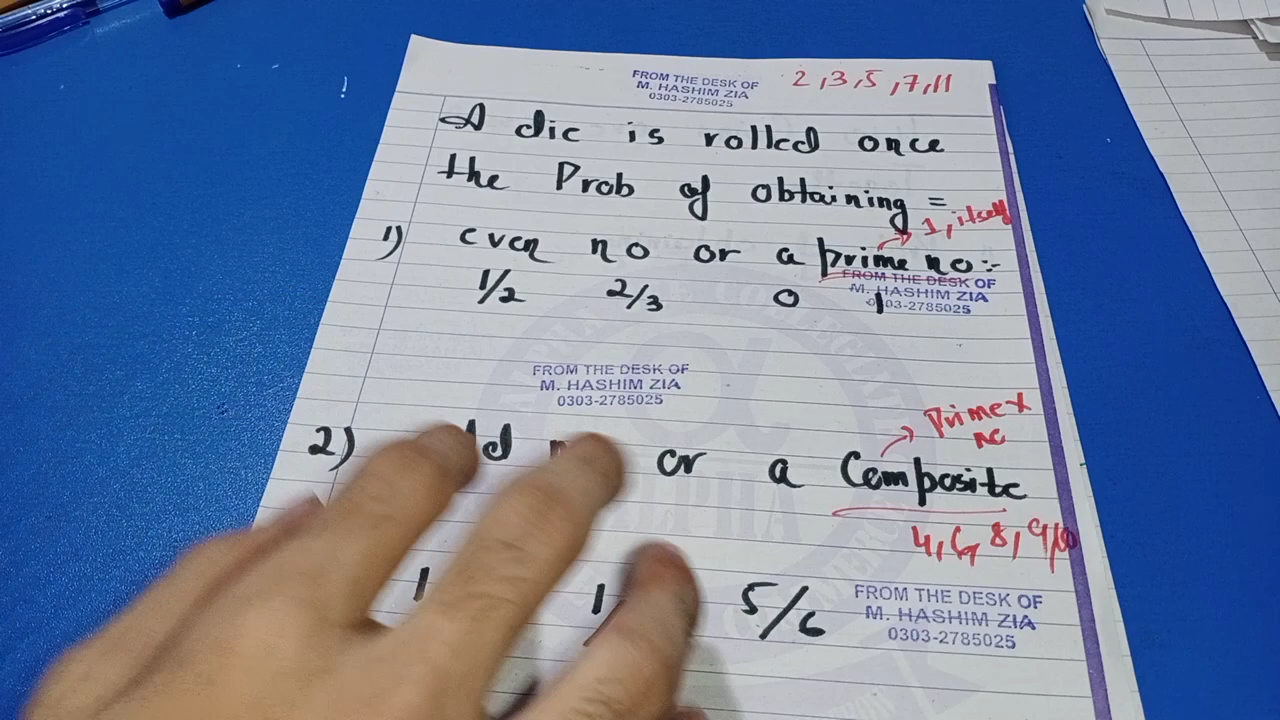 FROM THE DESK OF
M. HASHIM ZIA
0303-2785025
2,3,5,7,11
A die is rolled once
the Prob of obtaining =
1, itself
1) even no or a prime no:-
FROM THE DESK OF
M. HASHIM ZIA
03-2785025
1/2 2/3 0 1
FROM THE DESK OF
M. HASHIM ZIA
0303-2785025
Prime x
2) or a Composite
4,6,8,9,10
1 5/6
FROM THE DESK OF
M. HASHIM ZIA
0303-2785025